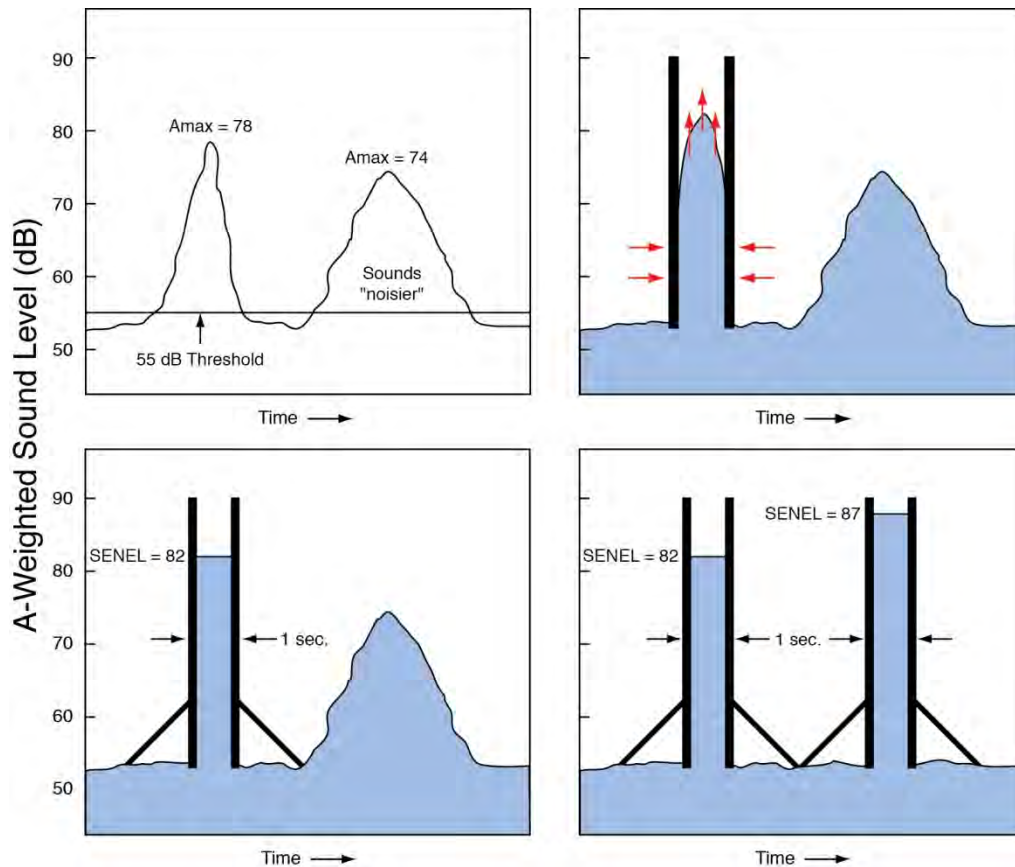 A-Weighted Sound Level (dB)
90
80
70
60
50
Amax = 78
Amax = 74
Sounds
"noisier"
55 dB Threshold
Time
Time
90
80
70
60
50
SENEL = 82
1 sec.
Time
SENEL = 87
SENEL = 82
1 sec.
Time